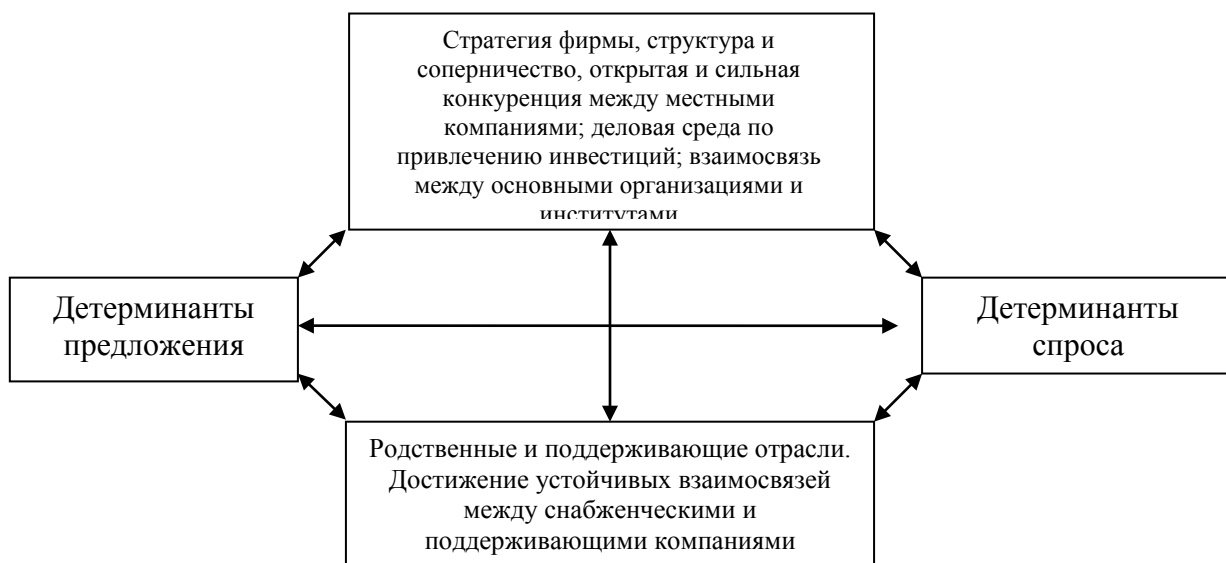 Стратегия фирмы, структура и
соперничество, открытая и сильная
конкуренция между местными
компаниями; деловая среда по
привлечению инвестиций; взаимосвязь
между основными организациями и
институтами
Детерминанты
предложения
Детерминанты
спроса
Родственные и поддерживающие отрасли.
Достижение устойчивых взаимосвязей
между снабженческими и
поддерживающими компаниями